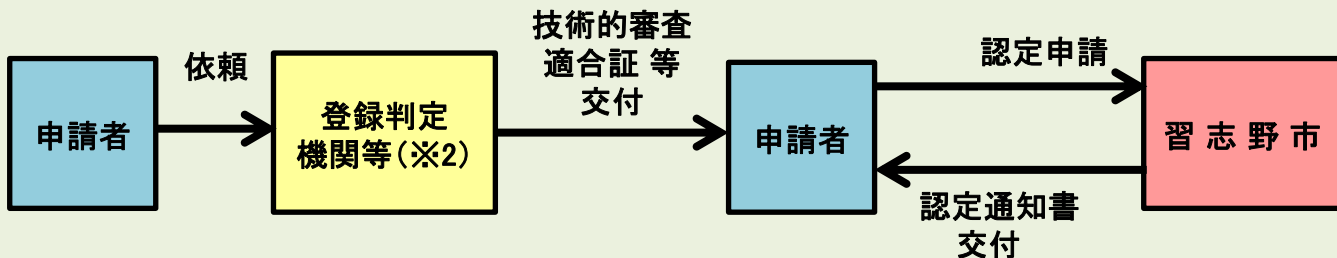 申請者
依頼
登録判定
機関等(※2)
技術的審査
適合証 等
交付
申請者
認定申請
習 志 野 市
認定通知書
交付